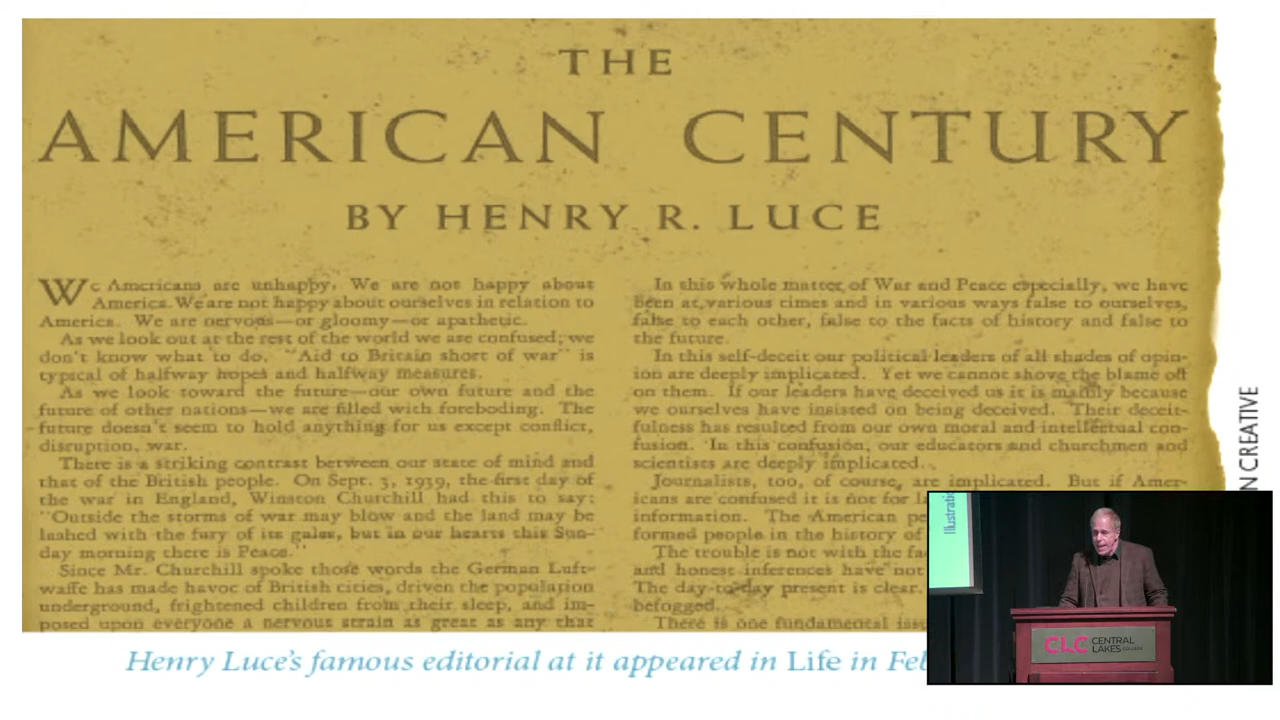 THE
AMERICAN CENTURY
BY HENRY R. LUCE
We Americans are unhappy. We are not happy about
America. We are not happy about ourselves in relation to
America. We are nervous—or gloomy—or apathetic.
As we look out at the rest of the world we are confused; we
don't know what to do. "Aid to Britain short of war" is
typical of halfway hopes and halfway measures.
As we look toward the future—our own future and the
future of other nations—we are filled with foreboding. The
future doesn't seem to hold anything for us except conflict,
disruption, war.
There is a striking contrast between our state of mind and
that of the British people. On Sept. 3, 1939, the first day of
the war in England, Winston Churchill had this to say:
"Outside the storms of war may blow and the land may be
lashed with the fury of its gales, but in our hearts this Sun-
day morning there is Peace."
Since Mr. Churchill spoke those words the German Luft-
waffe has made havoc of British cities, driven the population
underground, frightened children from their sleep, and im-
posed upon everyone a nervous strain as great as any that
In this whole matter of War and Peace especially, we have
been at various times and in various ways false to ourselves,
false to each other, false to the facts of history and false to
the future.
In this self-deceit our political leaders of all shades of opin-
ion are deeply implicated. Yet we cannot shove the blame off
on them. If our leaders have deceived us it is mainly because
we ourselves have insisted on being deceived. Their deceit-
fulness has resulted from our own moral and intellectual con-
fusion. In this confusion, our educators and churchmen and
scientists are deeply implicated.
Journalists, too, of course, are implicated. But if Amer-
icans are confused it is not for la
information. The American pe
formed people in the history of
The trouble is not with the fac
and honest inferences have not
The day-to-day present is clear.
befogged.
There is one fundamental issu
Henry Luce's famous editorial at it appeared in Life in Feb
N CREATIVE
Illustrati
CLC CENTRAL
LAKES COLLEGE